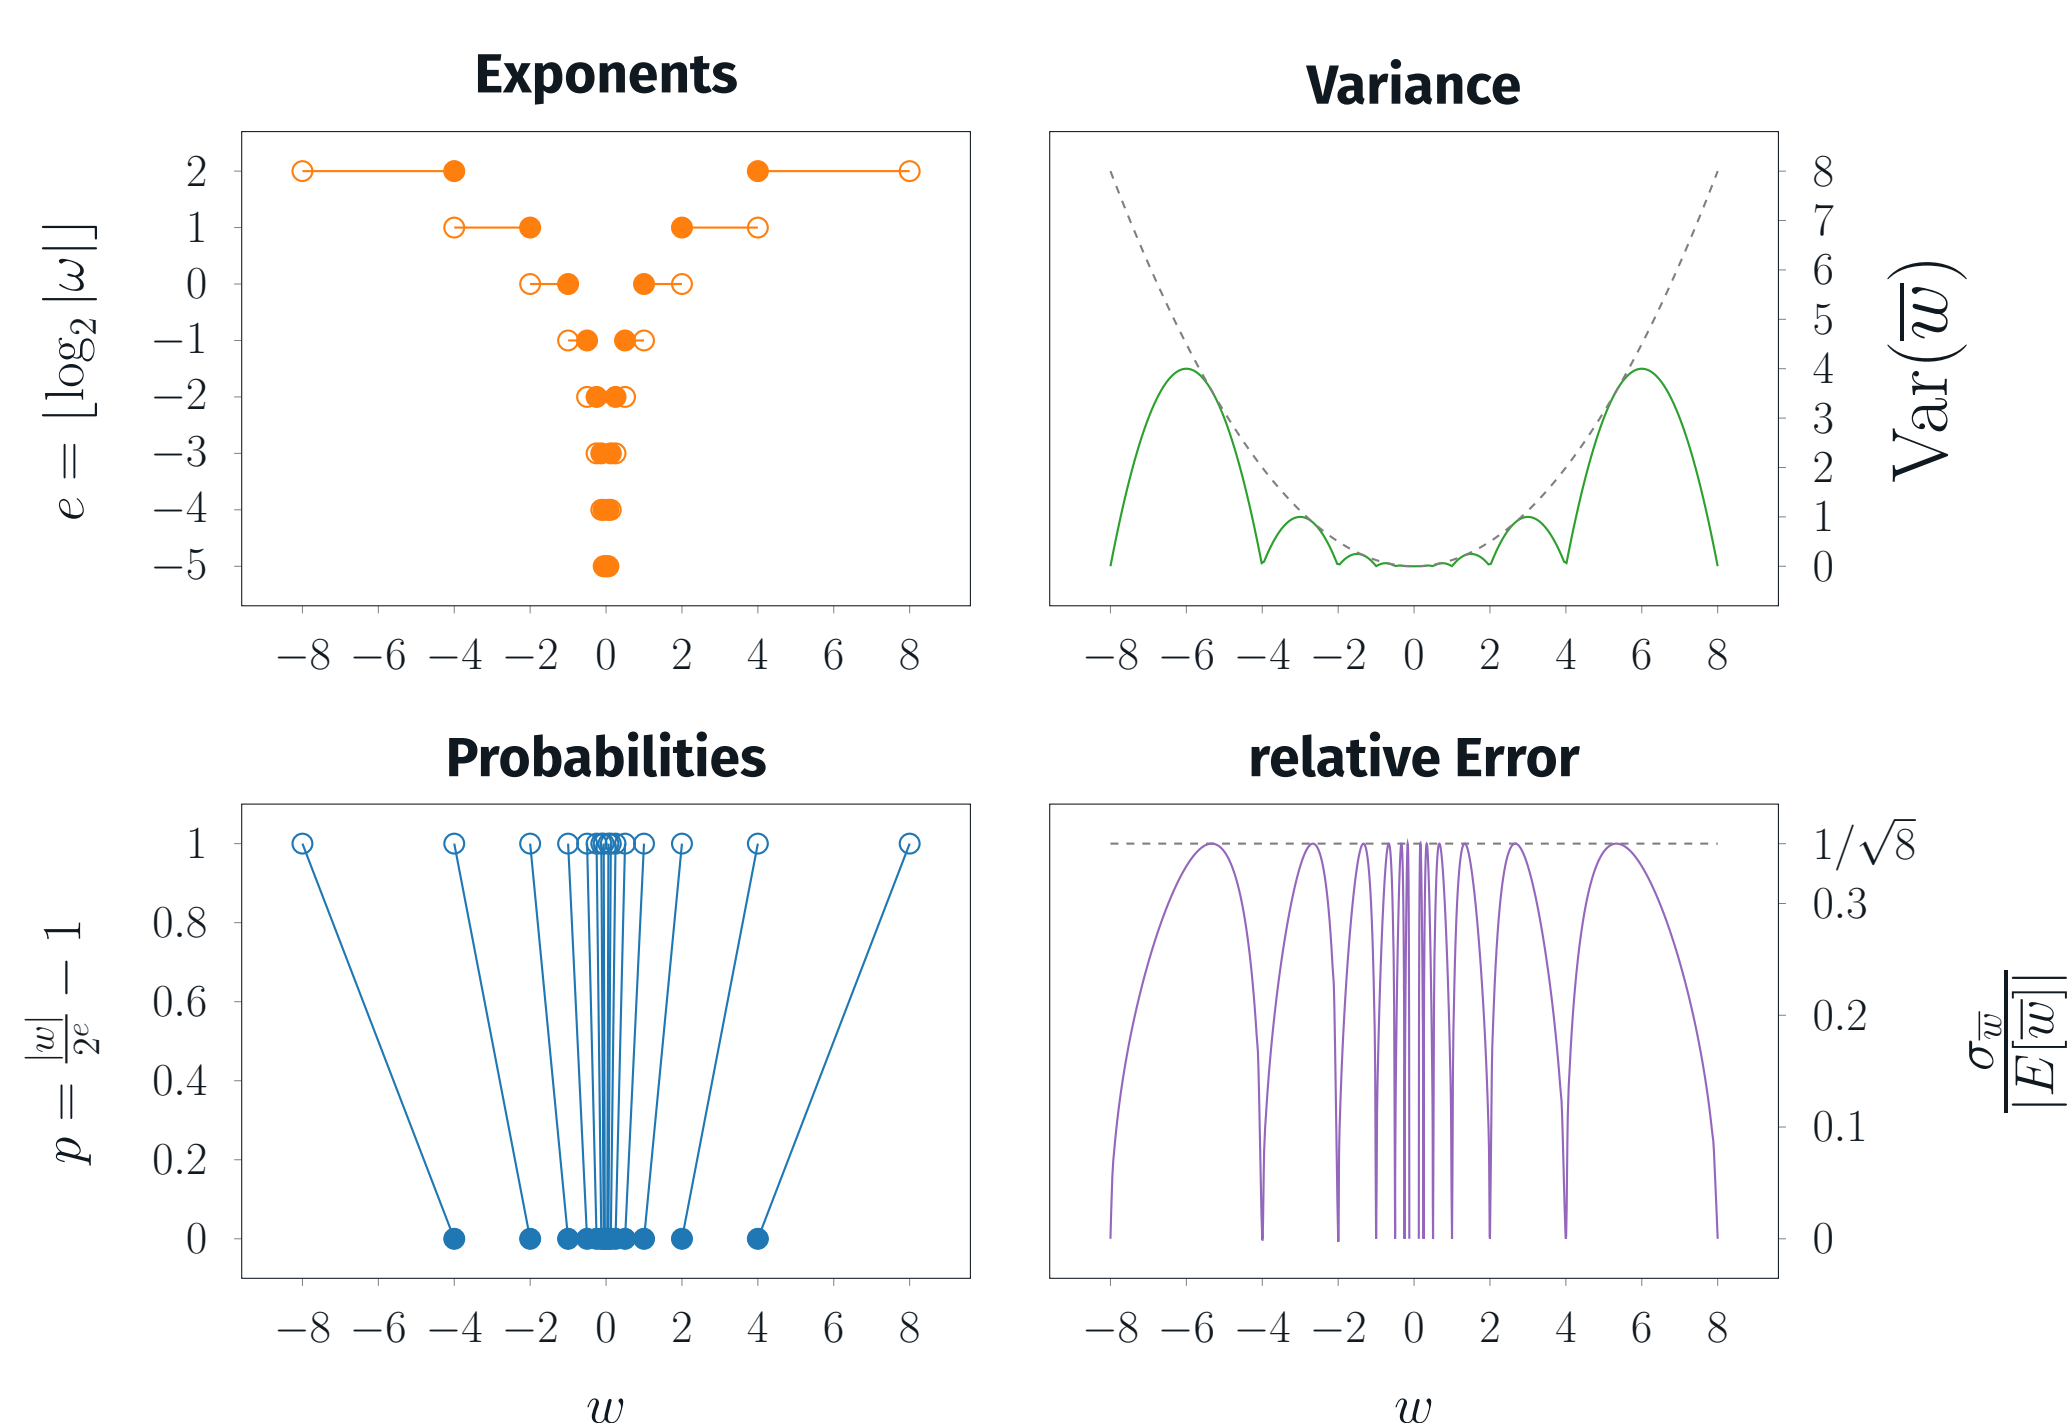 Exponents
2
1
0
−1
−2
−3
−4
−5
e = ⌊log₂ |ω|⌋
−8 −6 −4 −2 0 2 4 6 8
Variance
8
7
6
5
4
3
2
1
0
Var(w̅)
−8 −6 −4 −2 0 2 4 6 8
Probabilities
1
0.8
0.6
0.4
0.2
0
p = |w|/2ᵉ − 1
−8 −6 −4 −2 0 2 4 6 8
w
relative Error
1/√8
0.3
0.2
0.1
0
σ_w̅/|E[w̅]|
−8 −6 −4 −2 0 2 4 6 8
w